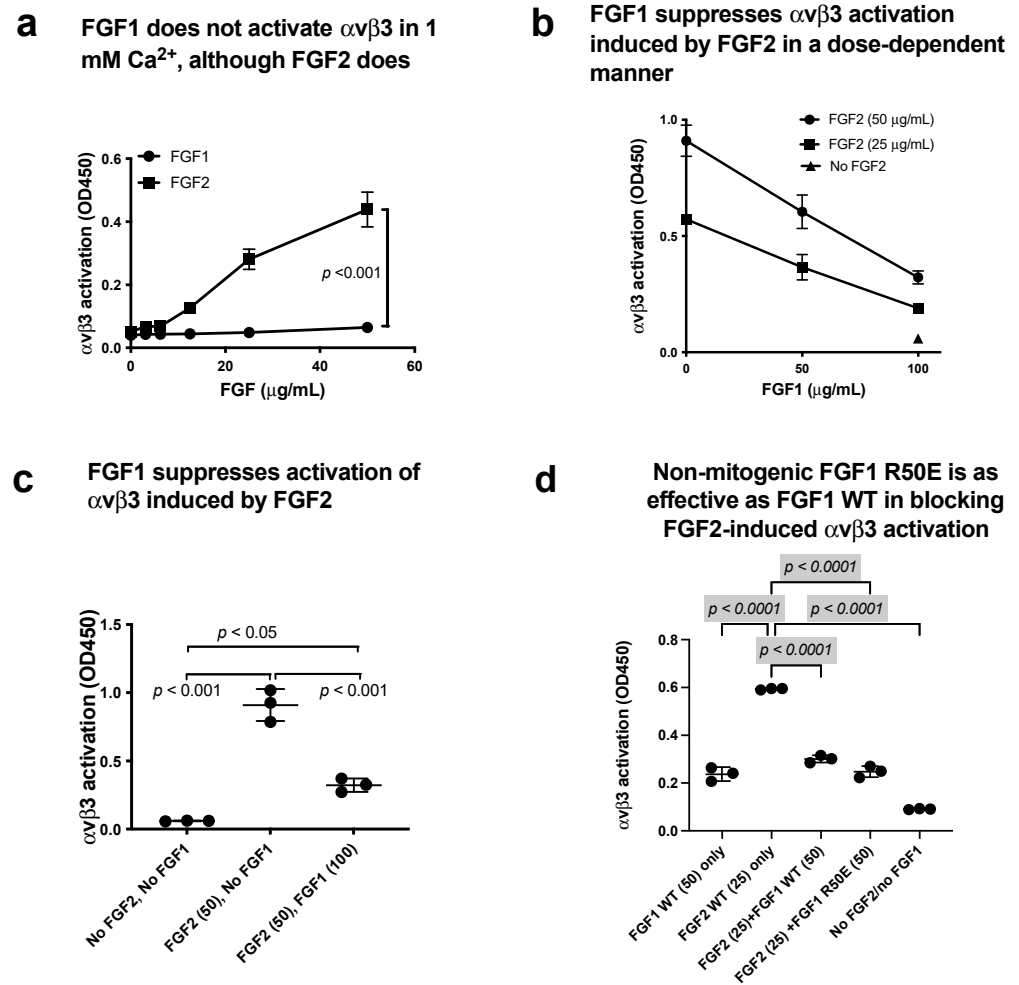 a
FGF1 does not activate αvβ3 in 1
mM Ca2+, although FGF2 does
αvβ3 activation (OD450)
0.6
0.4
0.2
0.0
FGF1
FGF2
p <0.001
0
20
40
60
FGF (μg/mL)
b
FGF1 suppresses αvβ3 activation
induced by FGF2 in a dose-dependent
manner
αvβ3 activation (OD450)
1.0
0.5
0.0
FGF2 (50 μg/mL)
FGF2 (25 μg/mL)
No FGF2
0
50
100
FGF1 (μg/mL)
c
FGF1 suppresses activation of
αvβ3 induced by FGF2
αvβ3 activation (OD450)
1.5
1.0
0.5
0.0
p < 0.05
p < 0.001
p < 0.001
No FGF2, No FGF1
FGF2 (50), No FGF1
FGF2 (50), FGF1 (100)
d
Non-mitogenic FGF1 R50E is as
effective as FGF1 WT in blocking
FGF2-induced αvβ3 activation
p < 0.0001
p < 0.0001
p < 0.0001
p < 0.0001
αvβ3 activation (OD450)
0.8
0.6
0.4
0.2
0.0
FGF1 WT (50) only
FGF2 WT (25) only
FGF2 (25)+FGF1 WT (50)
FGF2 (25) +FGF1 R50E (50)
No FGF2/no FGF1